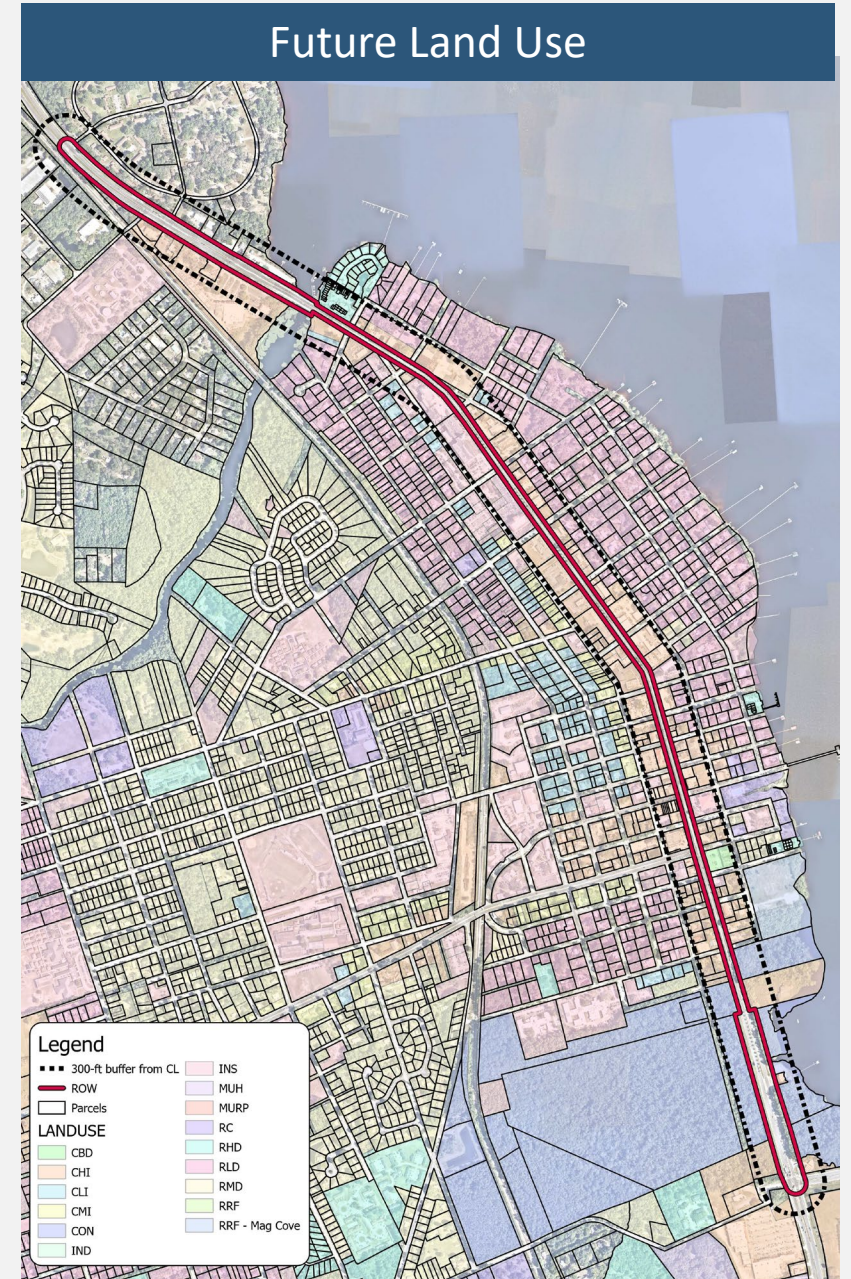 Future Land Use
Legend
300-ft buffer from CL
ROW
Parcels
LANDUSE
CBD
CHI
CLI
CMI
CON
IND
INS
MUH
MURP
RC
RHD
RLD
RMD
RRF
RRF - Mag Cove